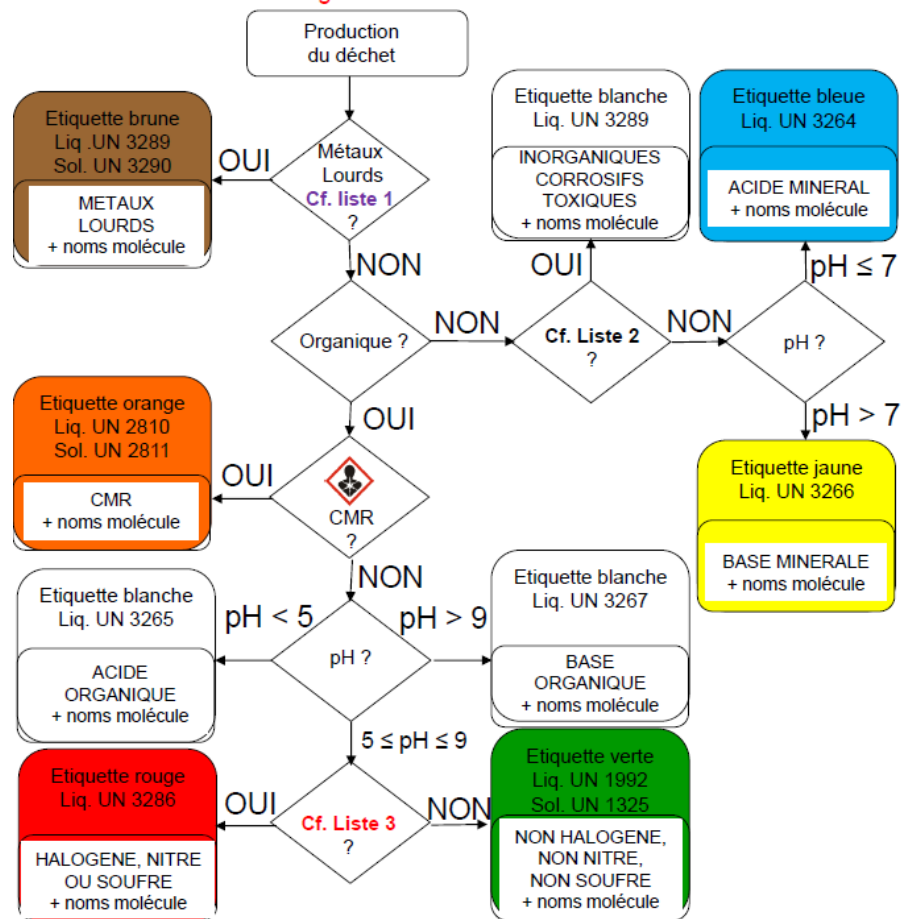 Production
du déchet
Etiquette brune
Liq .UN 3289
Sol. UN 3290
METAUX
LOURDS
+ noms molécule
OUI
Métaux
Lourds
Cf. liste 1
?
Etiquette blanche
Liq. UN 3289
INORGANIQUES
CORROSIFS
TOXIQUES
+ noms molécule
Etiquette bleue
Liq. UN 3264
ACIDE MINERAL
+ noms molécule
NON
OUI
pH ≤ 7
Organique ?
NON
Cf. Liste 2
?
NON
pH ?
OUI
pH > 7
Etiquette orange
Liq. UN 2810
Sol. UN 2811
CMR
+ noms molécule
OUI
CMR
?
Etiquette jaune
Liq. UN 3266
BASE MINERALE
+ noms molécule
NON
Etiquette blanche
Liq. UN 3265
ACIDE
ORGANIQUE
+ noms molécule
pH < 5
pH ?
pH > 9
Etiquette blanche
Liq. UN 3267
BASE
ORGANIQUE
+ noms molécule
5 ≤ pH ≤ 9
Etiquette rouge
Liq. UN 3286
HALOGENE, NITRE
OU SOUFRE
+ noms molécule
OUI
Cf. Liste 3
?
NON
Etiquette verte
Liq. UN 1992
Sol. UN 1325
NON HALOGENE,
NON NITRE,
NON SOUFRE
+ noms molécule